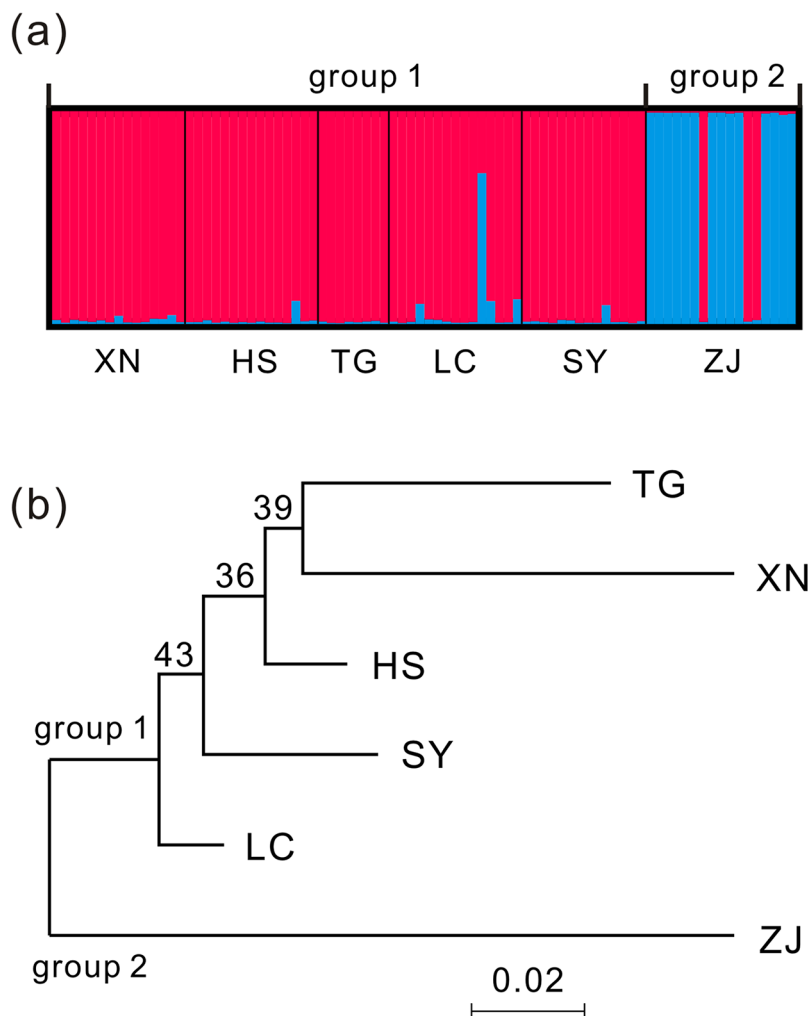 (a)
group 1 group 2
XN HS TG LC SY ZJ
(b)
TG
39
XN
36
HS
43
SY
group 1
LC
ZJ
group 2
0.02